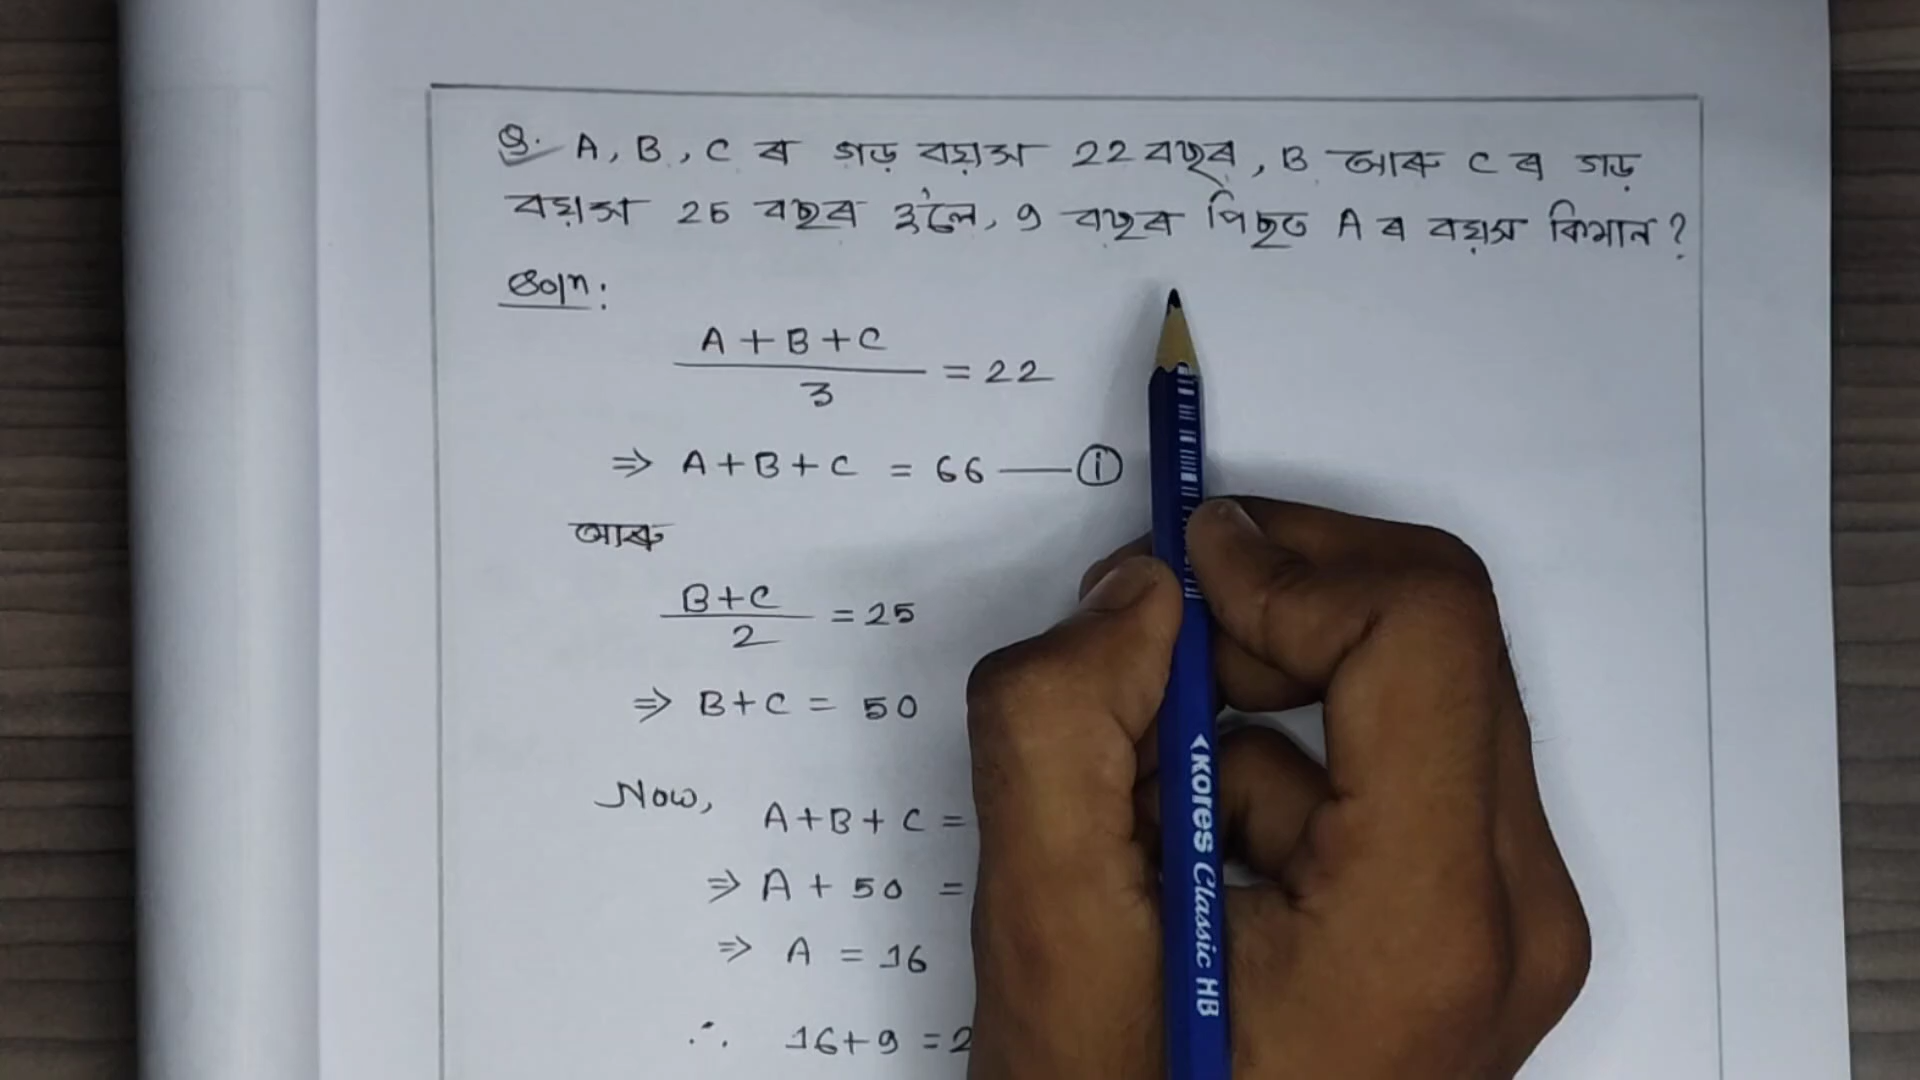 Q. A, B, C ৰ গড় বয়স 22 বছৰ, B আৰু C ৰ গড়
বয়স 25 বছৰ হ'লে, 9 বছৰ পিছত A ৰ বয়স কিমান?
Soln:
A + B + C
3
= 22
⇒ A + B + C = 66 — (i)
আৰু
B + C
2
= 25
⇒ B + C = 50
Now, A + B + C =
⇒ A + 50 =
⇒ A = 16
∴ 16 + 9 = 2
Kores Classic HB